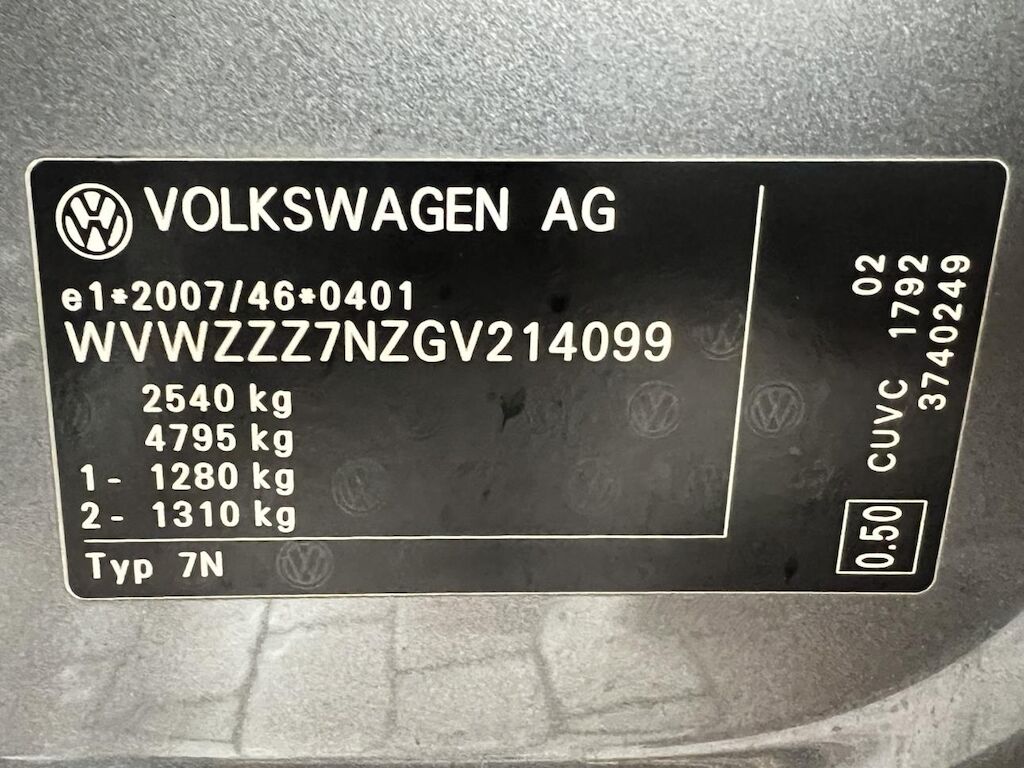 VOLKSWAGEN AG
e1*2007/46*0401
WVWZZZ7NZGV214099
2540 kg
4795 kg
1- 1280 kg
2- 1310 kg
Typ 7N
0.50
CUVC 1792 02
3740249